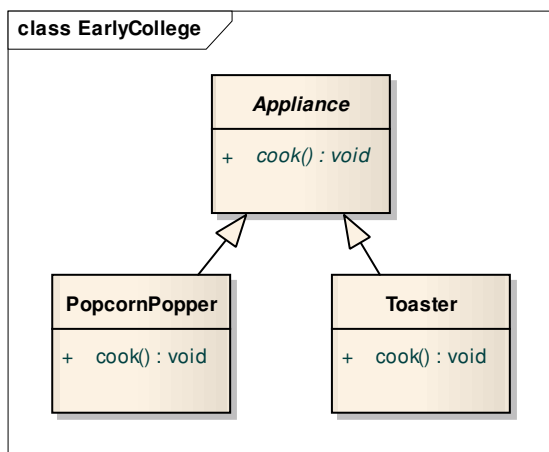 class EarlyCollege
Appliance
+ cook() : void
PopcornPopper
+ cook() : void
Toaster
+ cook() : void